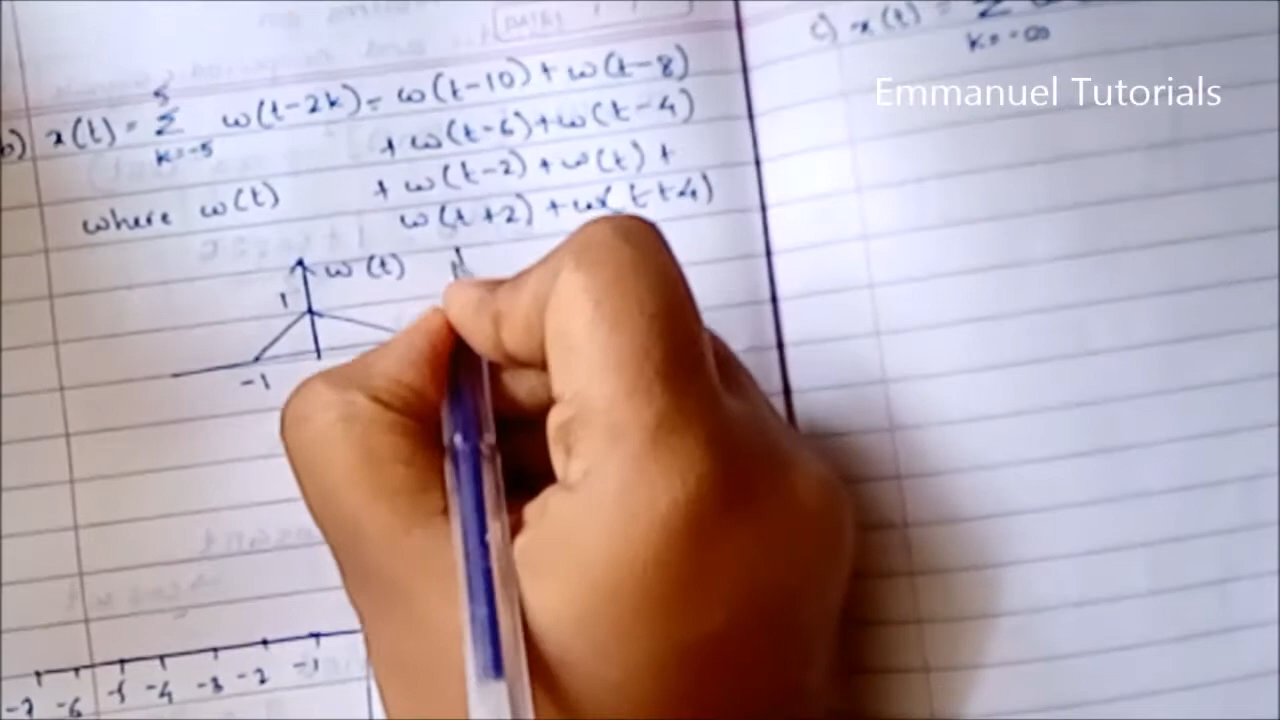 DATE
b) x(t) = Σ w(t-2k) = w(t-10) + w(t-8)
5
k=-5
+ w(t-6) + w(t-4)
+ w(t-2) + w(t) +
where w(t)
w(t+2) + w(t+4)
w(t)
1
-1
-7 -6 -5 -4 -3 -2 -1
c) x(t) = Σ
k=-∞
Emmanuel Tutorials